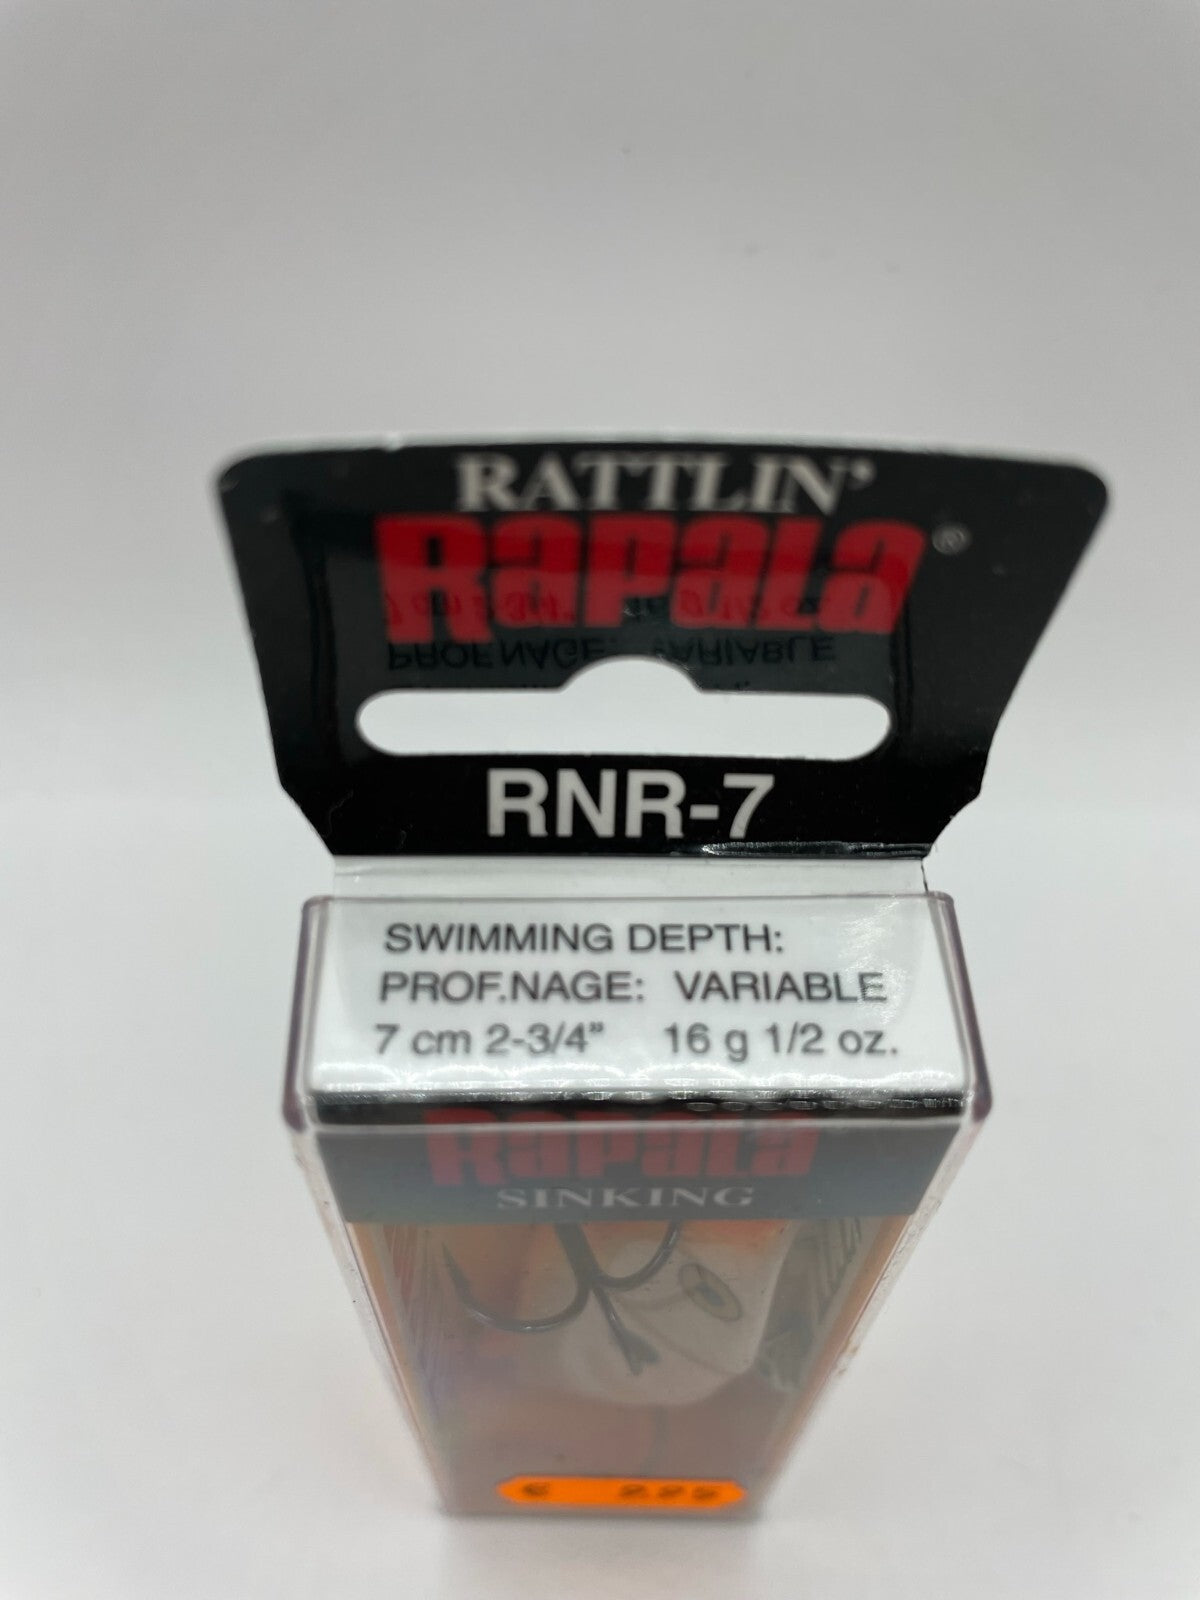 RATTLIN'
Rapala®
RNR-7
SWIMMING DEPTH:
PROF.NAGE: VARIABLE
7 cm 2-3/4" 16 g 1/2 oz.
Rapala
SINKING
€